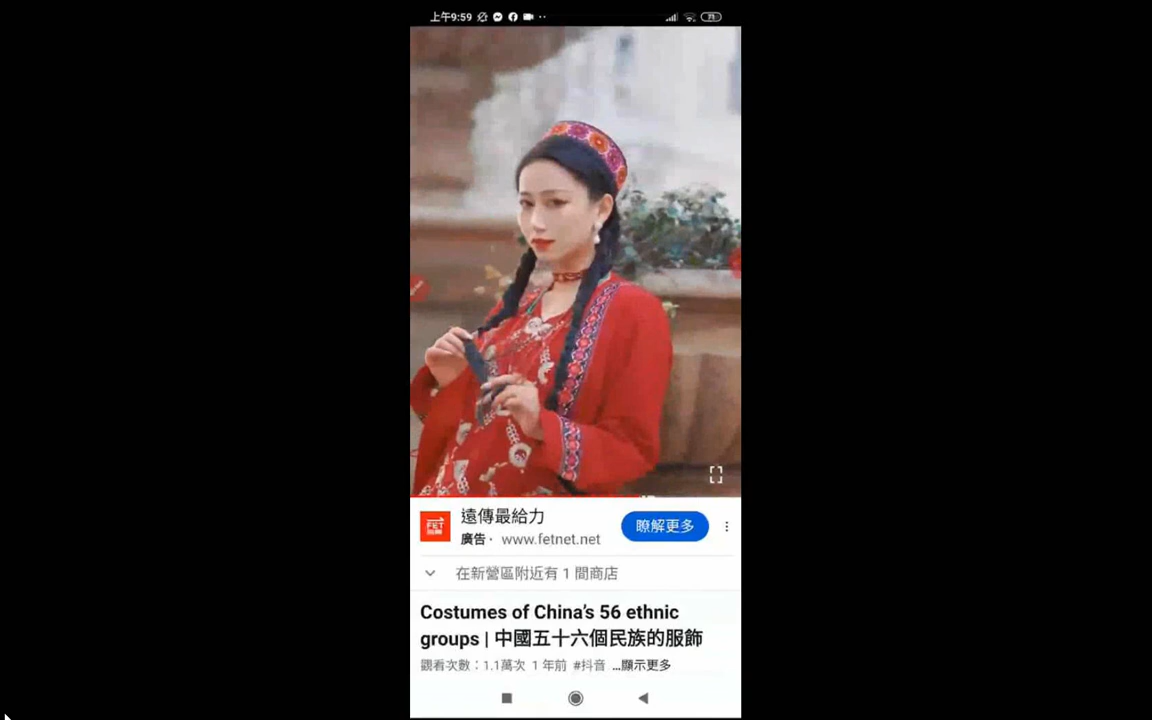 上午9:59
遠傳最給力
FET
遠傳
廣告· www.fetnet.net
瞭解更多
在新營區附近有 1 間商店
Costumes of China’s 56 ethnic
groups | 中國五十六個民族的服飾
觀看次數：1.1萬次 1 年前 #抖音 ...顯示更多